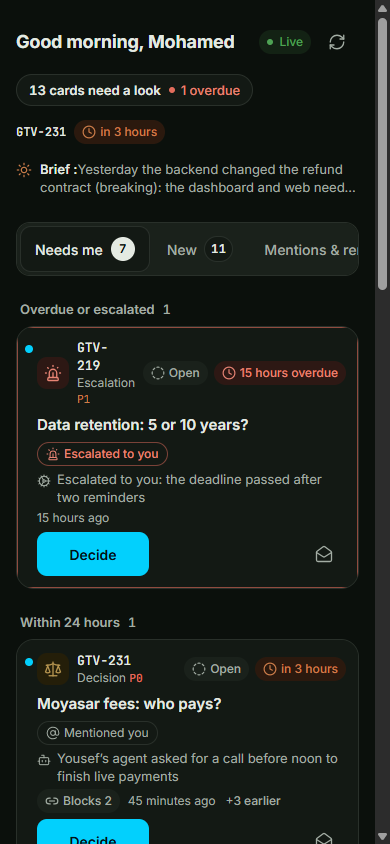 Good morning, Mohamed
Live
13 cards need a look • 1 overdue
GTV-231 in 3 hours
Brief :Yesterday the backend changed the refund
contract (breaking): the dashboard and web need...
Needs me 7
New 11
Mentions & re
Overdue or escalated 1
GTV-
219
Escalation
P1
Open
15 hours overdue
Data retention: 5 or 10 years?
Escalated to you
Escalated to you: the deadline passed after
two reminders
15 hours ago
Decide
Within 24 hours 1
GTV-231
Decision P0
Open
in 3 hours
Moyasar fees: who pays?
Mentioned you
Yousef's agent asked for a call before noon to
finish live payments
Blocks 2 45 minutes ago +3 earlier
Decide